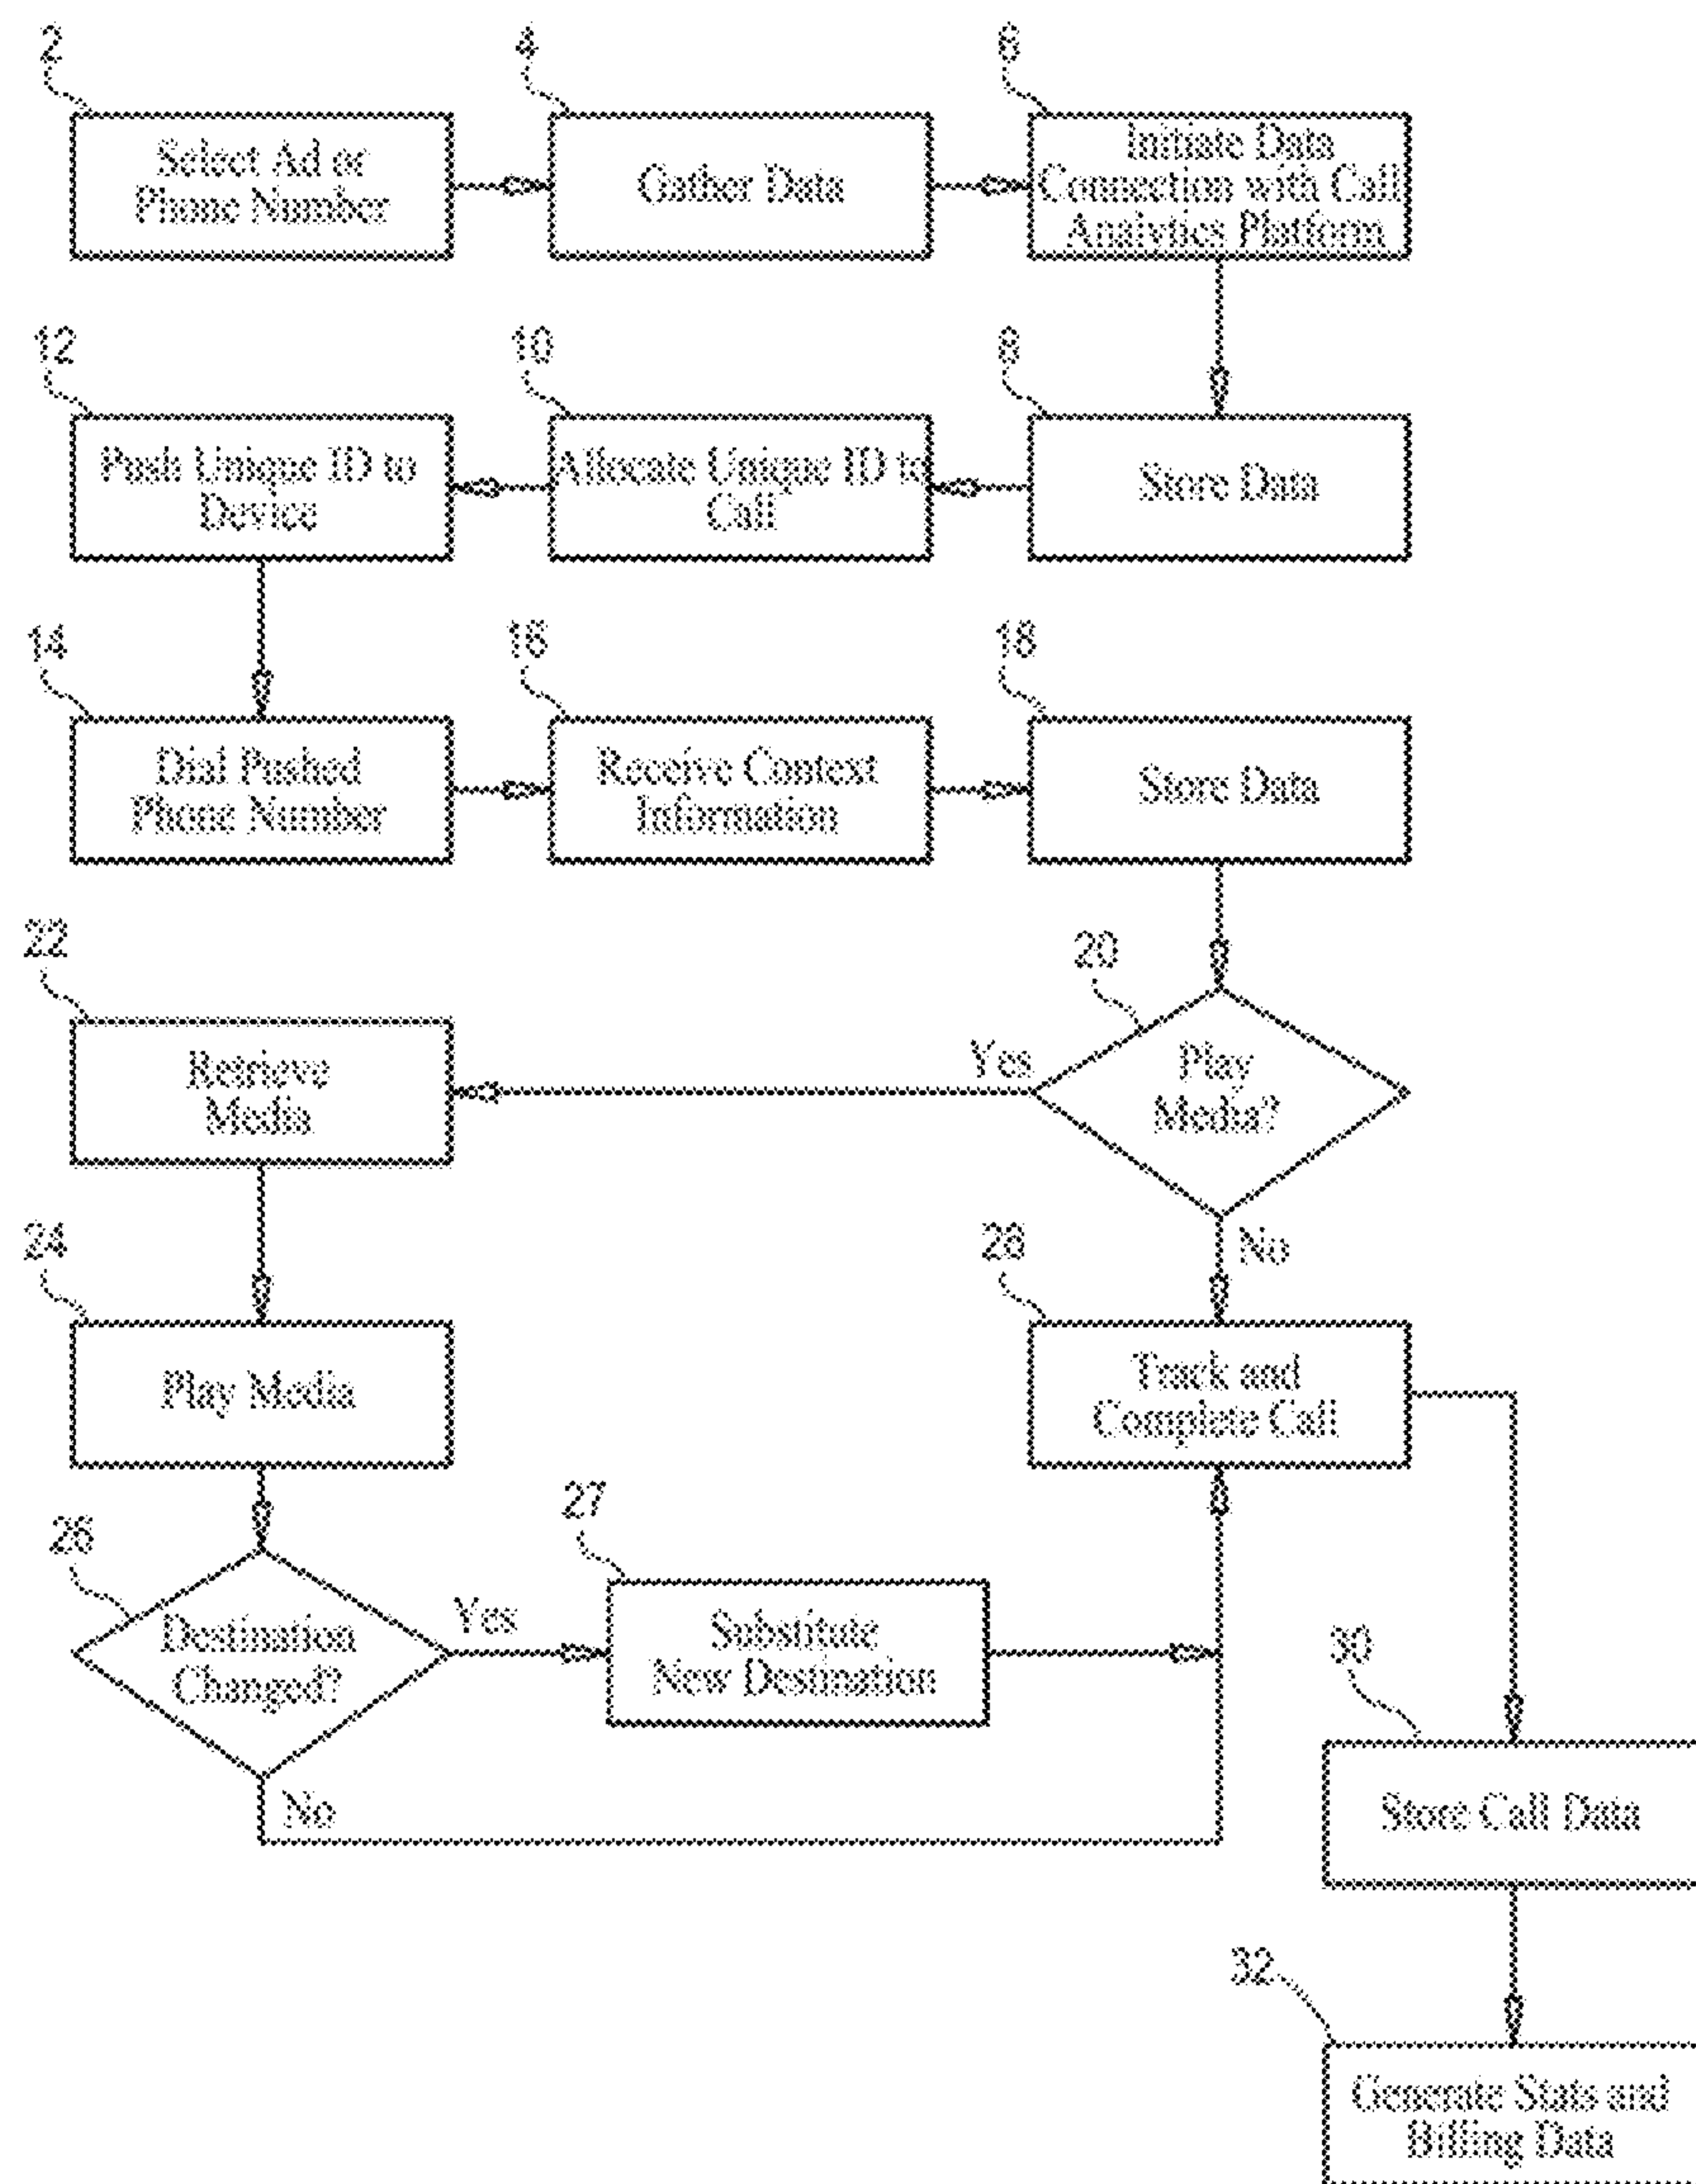 2
Select Ad or
Phone Number
4
Gather Data
6
Initiate Data
Connection with Call
Analytics Platform
12
Push Unique ID to
Device
10
Allocate Unique ID to
Call
8
Store Data
14
Dial Pushed
Phone Number
16
Receive Context
Information
18
Store Data
22
Retrieve
Media
Yes
20
Play
Media?
No
24
Play Media
28
Track and
Complete Call
26
Destination
Changed?
Yes
No
27
Substitute
New Destination
30
Store Call Data
32
Generate Stats and
Billing Data